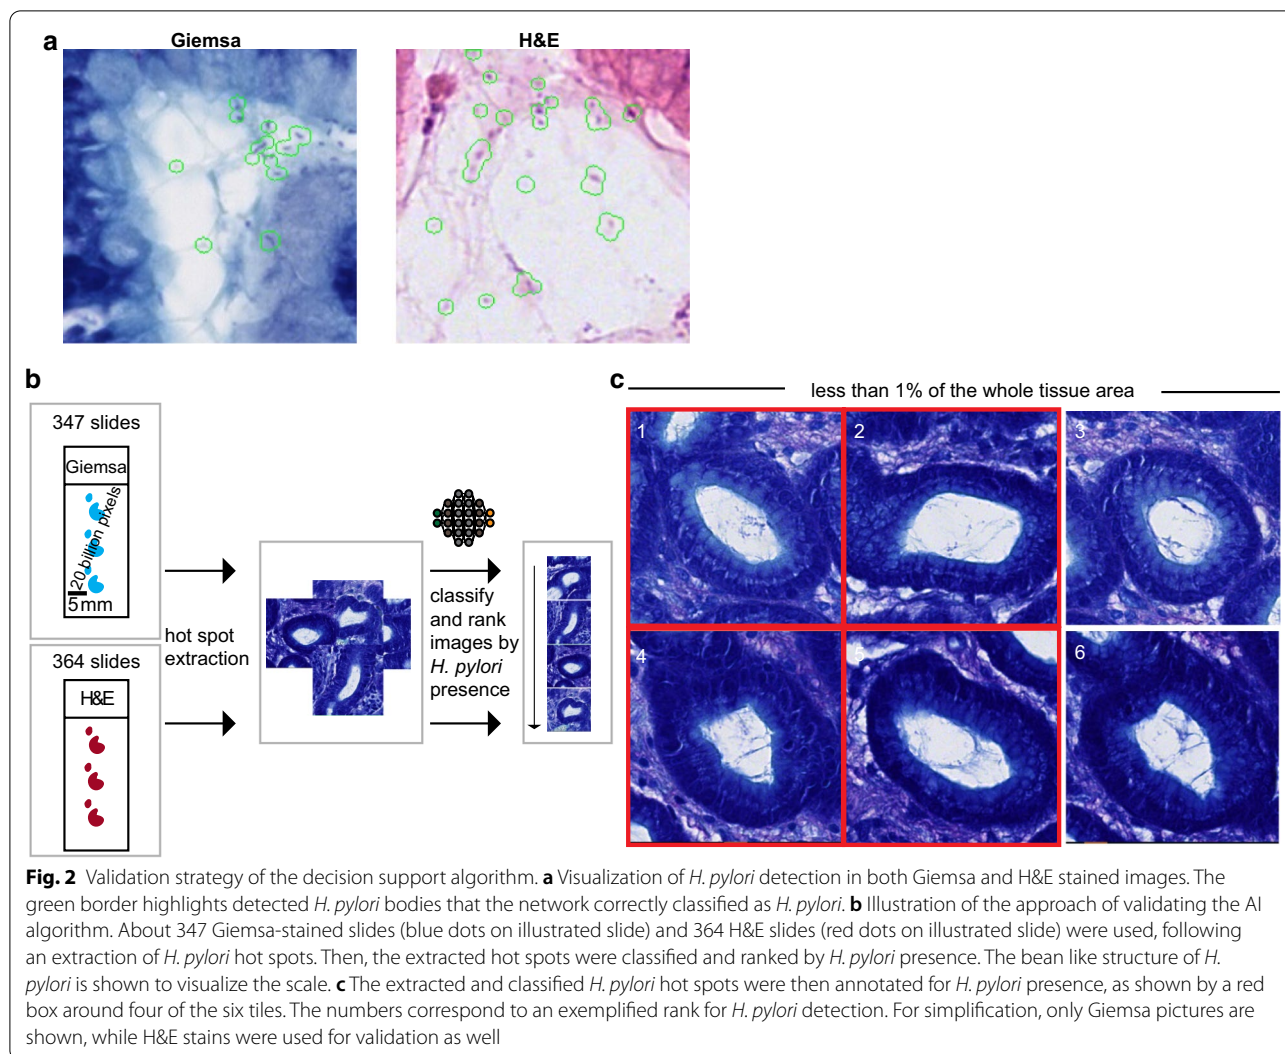 a
Giemsa
H&E
b
347 slides
Giemsa
20 billion pixels
5 mm
364 slides
H&E
hot spot
extraction
classify
and rank
images by
H. pylori
presence
c
less than 1% of the whole tissue area
1
2
3
4
5
6
Fig. 2 Validation strategy of the decision support algorithm. a Visualization of H. pylori detection in both Giemsa and H&E stained images. The
green border highlights detected H. pylori bodies that the network correctly classified as H. pylori. b Illustration of the approach of validating the AI
algorithm. About 347 Giemsa-stained slides (blue dots on illustrated slide) and 364 H&E slides (red dots on illustrated slide) were used, following
an extraction of H. pylori hot spots. Then, the extracted hot spots were classified and ranked by H. pylori presence. The bean like structure of H.
pylori is shown to visualize the scale. c The extracted and classified H. pylori hot spots were then annotated for H. pylori presence, as shown by a red
box around four of the six tiles. The numbers correspond to an exemplified rank for H. pylori detection. For simplification, only Giemsa pictures are
shown, while H&E stains were used for validation as well